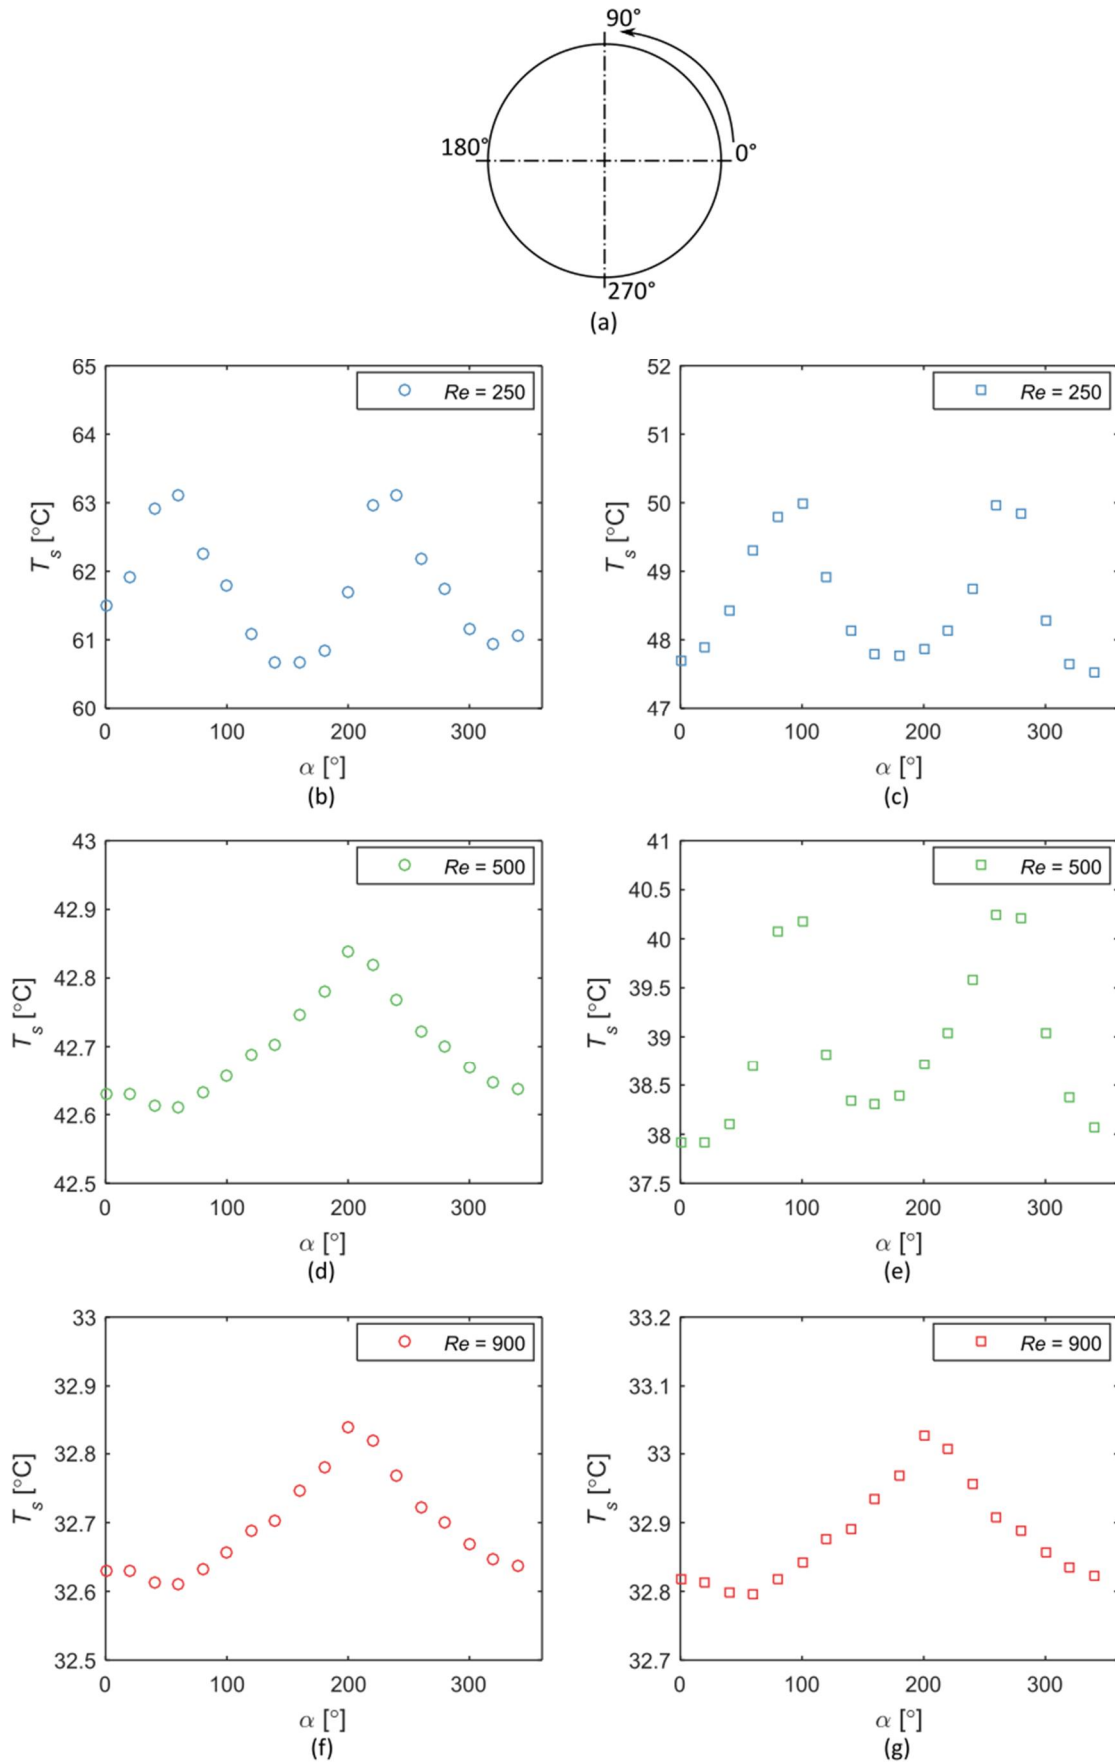 90°
180°
0°
270°
(a)
65
64
63
62
61
60
T_s [°C]
Re = 250
0
100
200
300
α [°]
(b)
52
51
50
49
48
47
T_s [°C]
Re = 250
0
100
200
300
α [°]
(c)
43
42.9
42.8
42.7
42.6
42.5
T_s [°C]
Re = 500
0
100
200
300
α [°]
(d)
41
40.5
40
39.5
39
38.5
38
37.5
T_s [°C]
Re = 500
0
100
200
300
α [°]
(e)
33
32.9
32.8
32.7
32.6
32.5
T_s [°C]
Re = 900
0
100
200
300
α [°]
(f)
33.2
33.1
33
32.9
32.8
32.7
T_s [°C]
Re = 900
0
100
200
300
α [°]
(g)